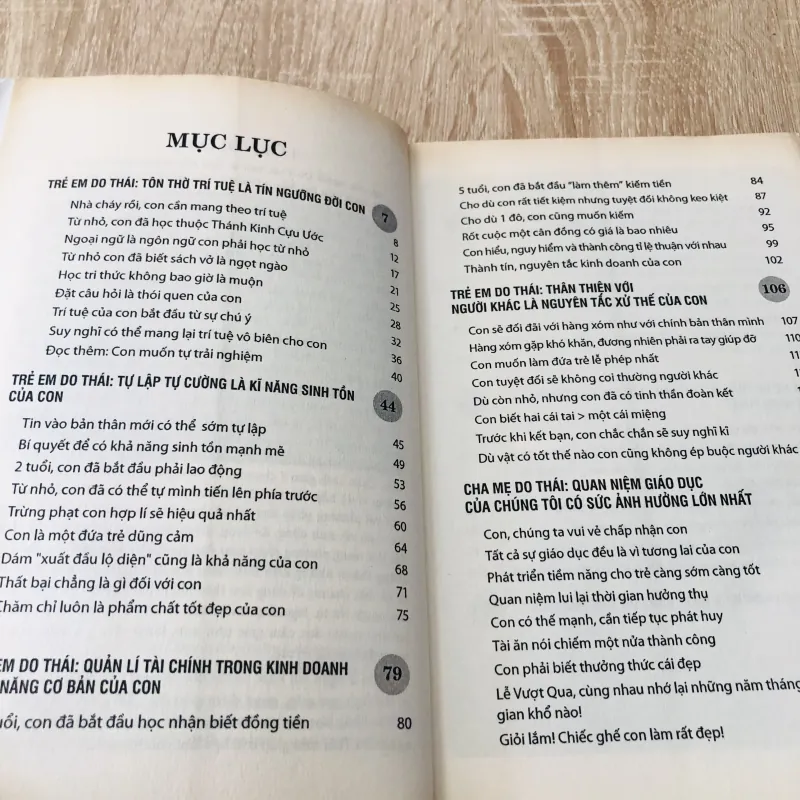 MỤC LỤC
TRẺ EM DO THÁI: TÔN THỜ TRÍ TUỆ LÀ TÍN NGƯỠNG ĐỜI CON 7
Nhà cháy rồi, con cần mang theo trí tuệ 8
Từ nhỏ, con đã học thuộc Thánh Kinh Cựu Ước 12
Ngoại ngữ là ngôn ngữ con phải học từ nhỏ 17
Từ nhỏ con đã biết sách vở là ngọt ngào 21
Học tri thức không bao giờ là muộn 25
Đặt câu hỏi là thói quen của con 28
Trí tuệ của con bắt đầu từ sự chú ý 32
Suy nghĩ có thể mang lại trí tuệ vô biên cho con 36
Đọc thêm: Con muốn tự trải nghiệm 40
TRẺ EM DO THÁI: TỰ LẬP TỰ CƯỜNG LÀ KĨ NĂNG SINH TỒN
CỦA CON 44
Tin vào bản thân mới có thể sớm tự lập 45
Bí quyết để có khả năng sinh tồn mạnh mẽ 49
2 tuổi, con đã bắt đầu phải lao động 53
Từ nhỏ, con đã có thể tự mình tiến lên phía trước 56
Trừng phạt con hợp lí sẽ hiệu quả nhất 60
Con là một đứa trẻ dũng cảm 64
Dám "xuất đầu lộ diện" cũng là khả năng của con 68
Thất bại chẳng là gì đối với con 71
Chăm chỉ luôn là phẩm chất tốt đẹp của con 75
EM DO THÁI: QUẢN LÍ TÀI CHÍNH TRONG KINH DOANH
NĂNG CƠ BẢN CỦA CON 79
tuổi, con đã bắt đầu học nhận biết đồng tiền 80
5 tuổi, con đã bắt đầu "làm thêm" kiếm tiền 84
Cho dù con rất tiết kiệm nhưng tuyệt đối không keo kiệt 87
Cho dù 1 đô, con cũng muốn kiếm 92
Rốt cuộc một cân đồng có giá là bao nhiêu 95
Con hiểu, nguy hiểm và thành công tỉ lệ thuận với nhau 99
Thành tín, nguyên tắc kinh doanh của con 102
TRẺ EM DO THÁI: THÂN THIỆN VỚI
NGƯỜI KHÁC LÀ NGUYÊN TẮC XỬ THẾ CỦA CON 106
Con sẽ đối đãi với hàng xóm như với chính bản thân mình 107
Hàng xóm gặp khó khăn, đương nhiên phải ra tay giúp đỡ 110
Con muốn làm đứa trẻ lễ phép nhất
Con tuyệt đối sẽ không coi thường người khác
Dù còn nhỏ, nhưng con đã có tinh thần đoàn kết
Con biết hai cái tai > một cái miệng
Trước khi kết bạn, con chắc chắn sẽ suy nghĩ kĩ
Dù vật có tốt thế nào con cũng không ép buộc người khác
CHA MẸ DO THÁI: QUAN NIỆM GIÁO DỤC
CỦA CHÚNG TÔI CÓ SỨC ẢNH HƯỞNG LỚN NHẤT
Con, chúng ta vui vẻ chấp nhận con
Tất cả sự giáo dục đều là vì tương lai của con
Phát triển tiềm năng cho trẻ càng sớm càng tốt
Quan niệm lui lại thời gian hưởng thụ
Con có thế mạnh, cần tiếp tục phát huy
Tài ăn nói chiếm một nửa thành công
Con phải biết thưởng thức cái đẹp
Lễ Vượt Qua, cùng nhau nhớ lại những năm tháng
gian khổ nào!
Giỏi lắm! Chiếc ghế con làm rất đẹp!